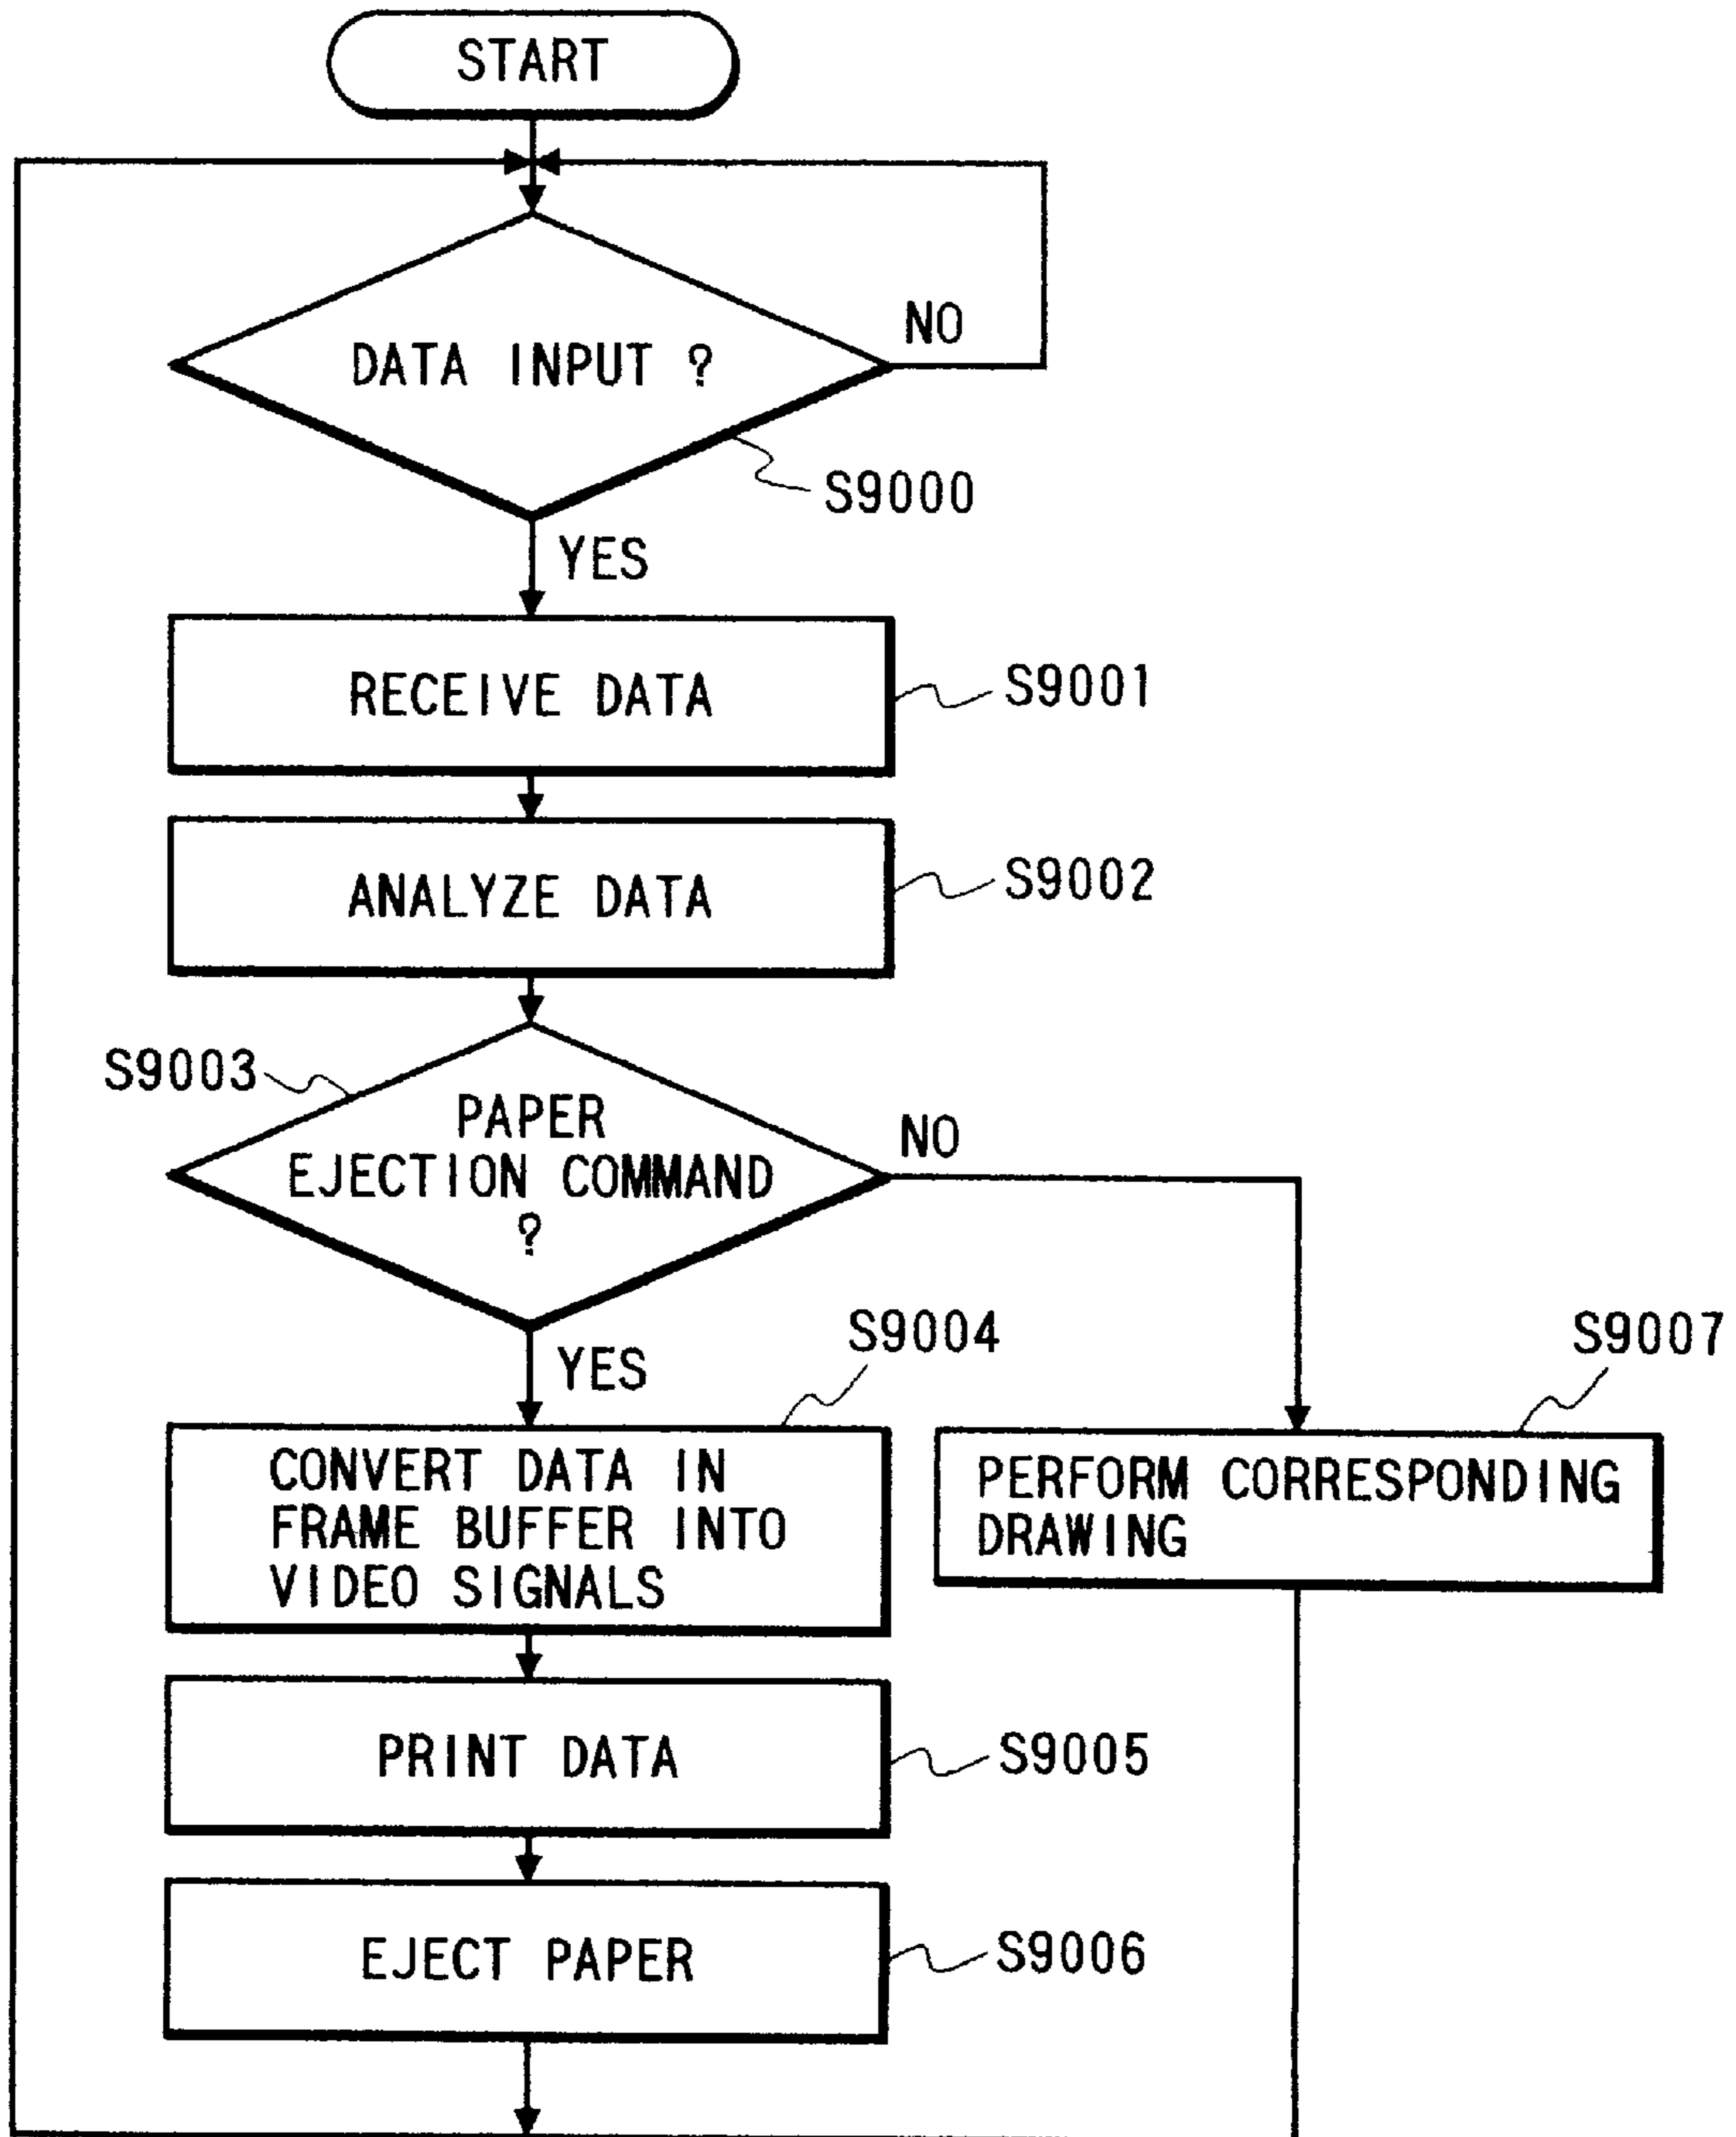 START
DATA INPUT ?
NO
S9000
YES
RECEIVE DATA
S9001
ANALYZE DATA
S9002
S9003
PAPER
EJECTION COMMAND
?
NO
YES
S9004
S9007
CONVERT DATA IN
FRAME BUFFER INTO
VIDEO SIGNALS
PERFORM CORRESPONDING
DRAWING
PRINT DATA
S9005
EJECT PAPER
S9006